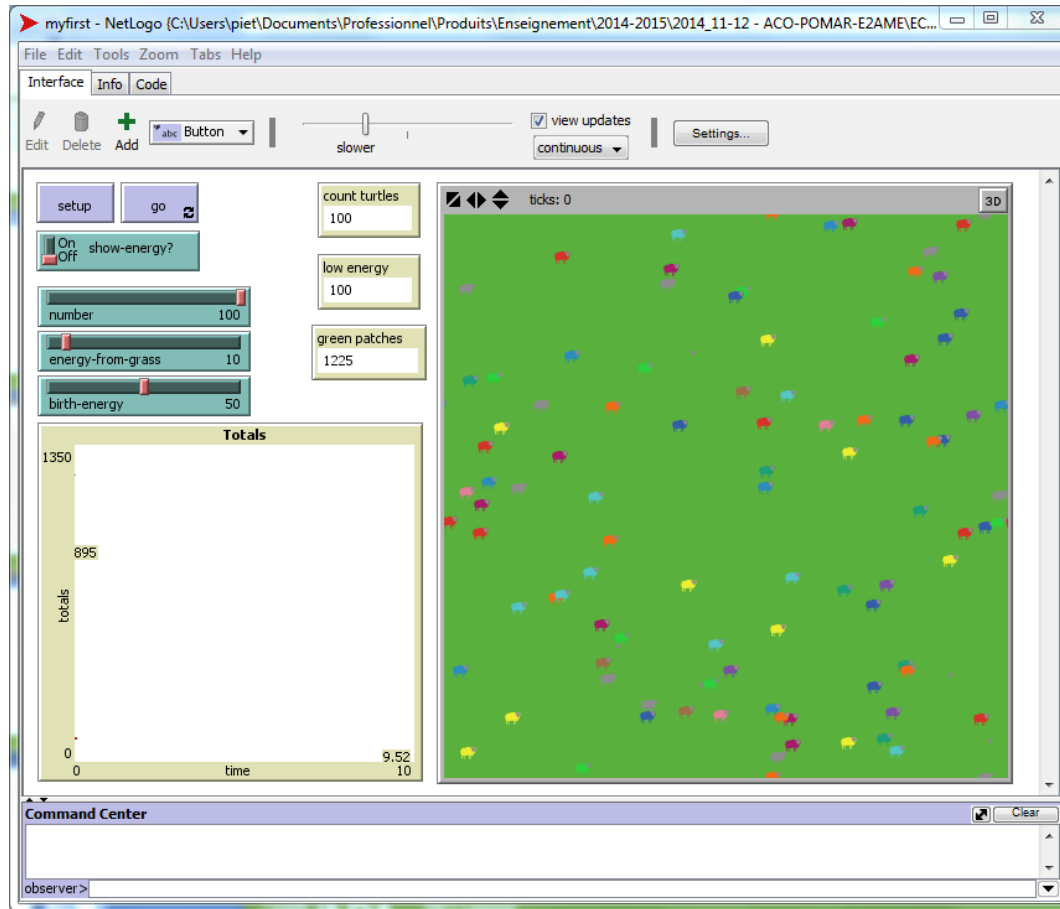 myfirst - NetLogo {C:\Users\piet\Documents\Professionnel\Produits\Enseignement\2014-2015\2014_11-12 - ACO-POMAR-E2AME\EC...
File Edit Tools Zoom Tabs Help
Interface Info Code
Edit Delete Add abc Button
slower
view updates
continuous
Settings...
setup go
On
Off show-energy?
number 100
energy-from-grass 10
birth-energy 50
count turtles
100
low energy
100
green patches
1225
Totals
1350
895
totals
0
9.52
0 time 10
ticks: 0 3D
Command Center Clear
observer>